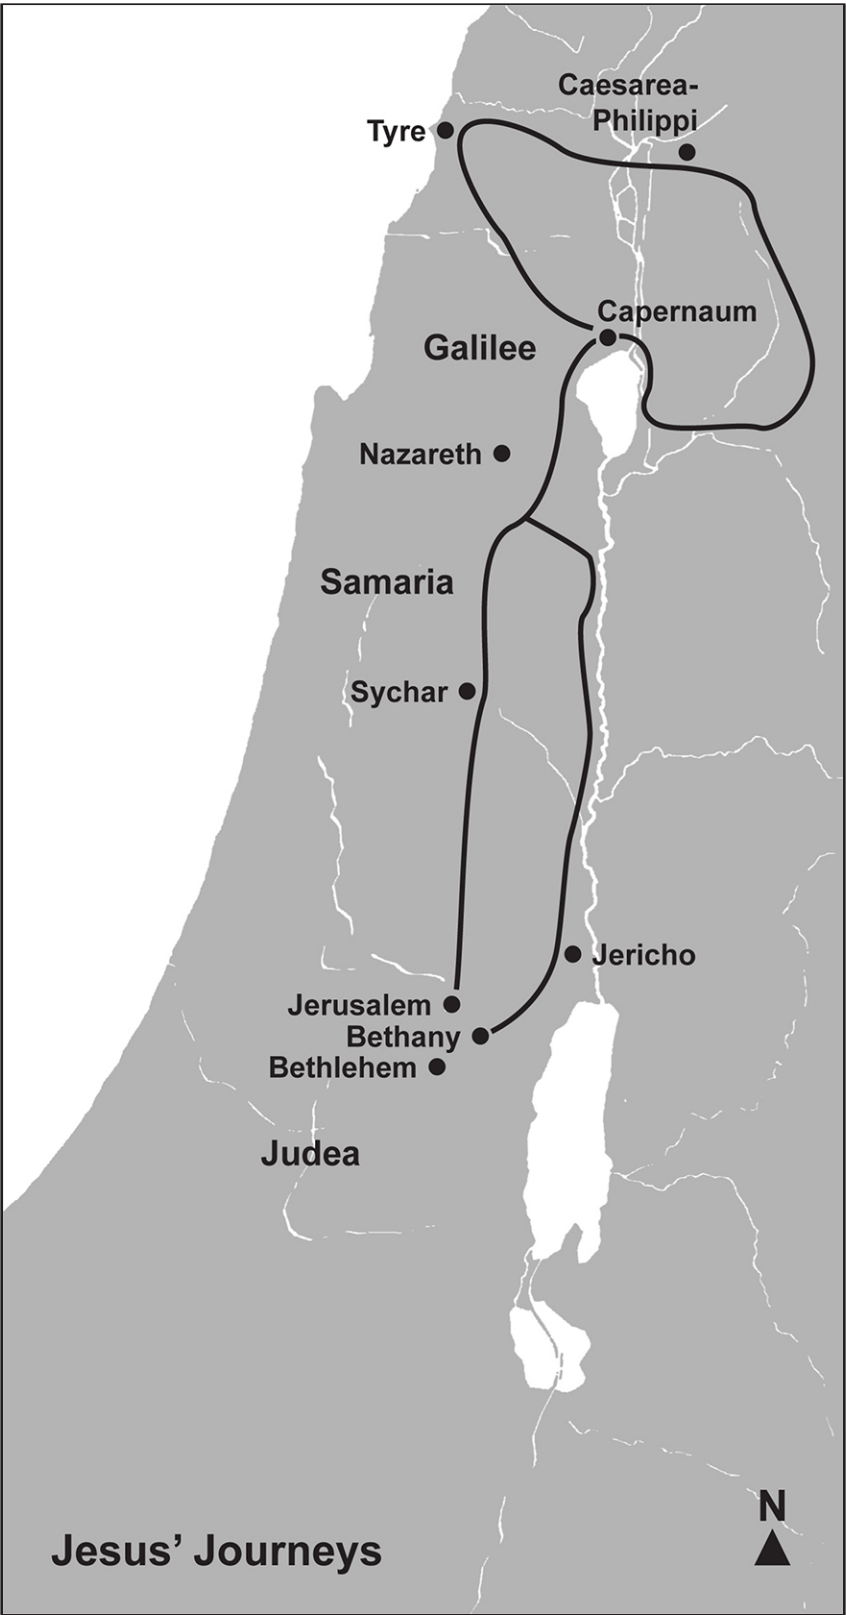 Caesarea-
Philippi
Tyre
Capernaum
Galilee
Nazareth
Samaria
Sychar
Jericho
Jerusalem
Bethany
Bethlehem
Judea
N
Jesus’ Journeys